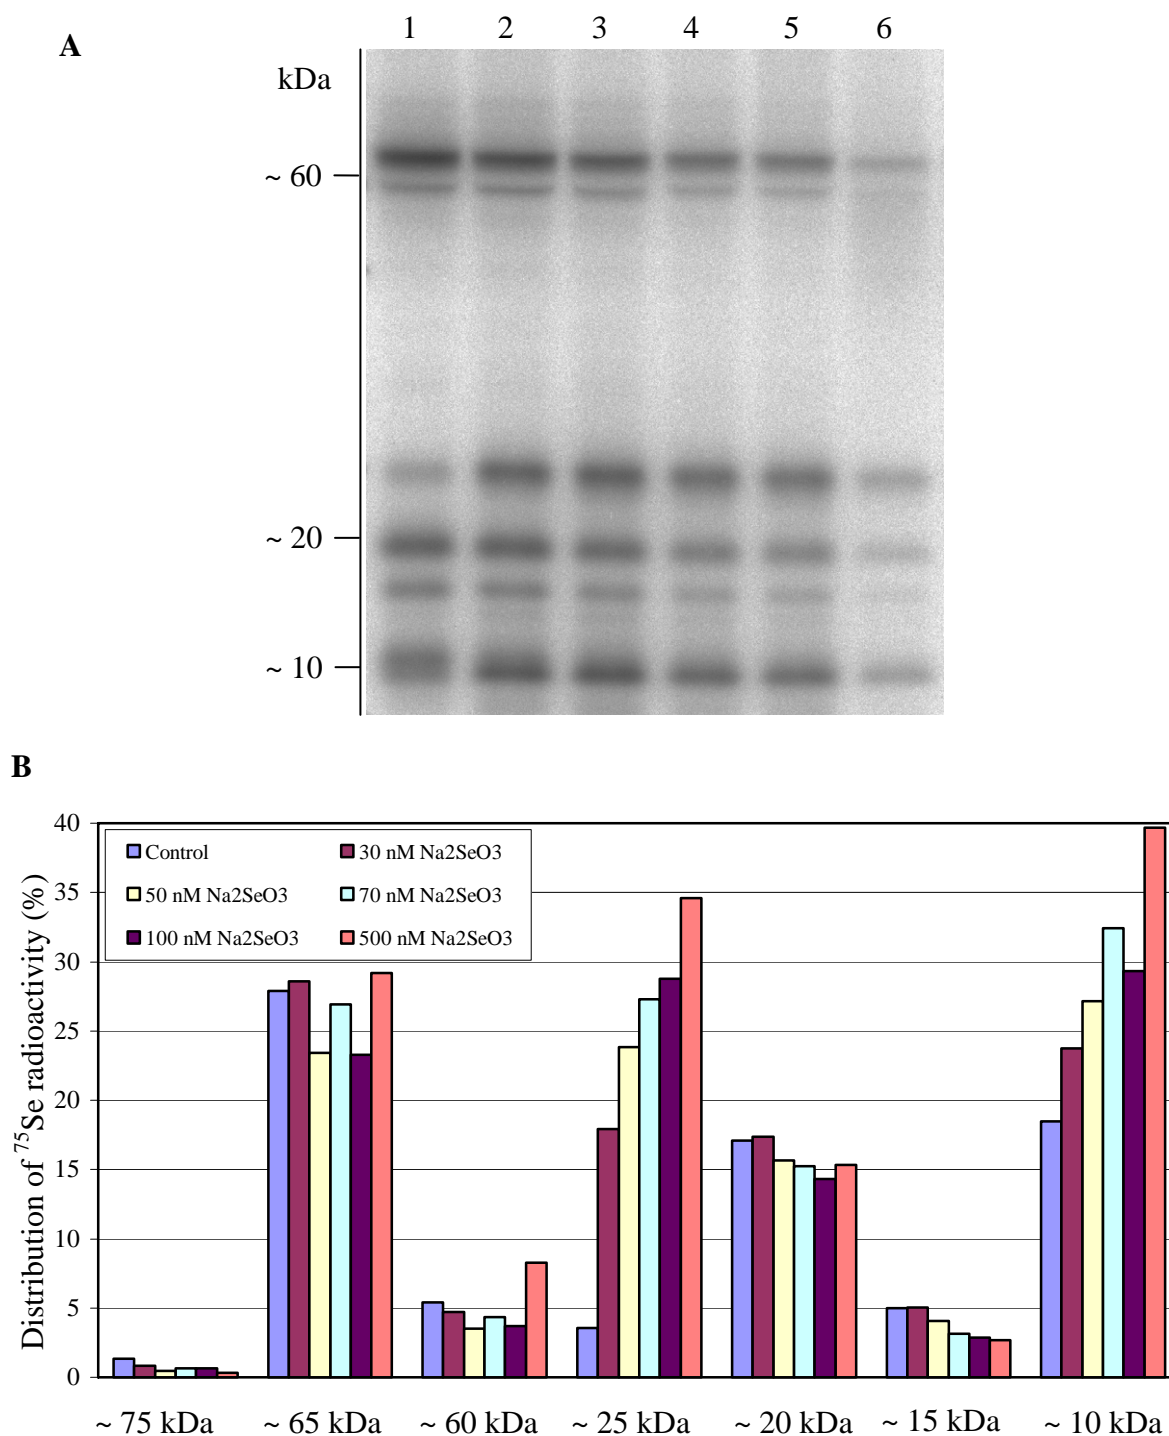 A
1 2 3 4 5 6
kDa
~ 60
~ 20
~ 10
B
Distribution of ⁷⁵Se radioactivity (%)
40
35
30
25
20
15
10
5
0
Control 30 nM Na2SeO3
50 nM Na2SeO3 70 nM Na2SeO3
100 nM Na2SeO3 500 nM Na2SeO3
~ 75 kDa ~ 65 kDa ~ 60 kDa ~ 25 kDa ~ 20 kDa ~ 15 kDa ~ 10 kDa